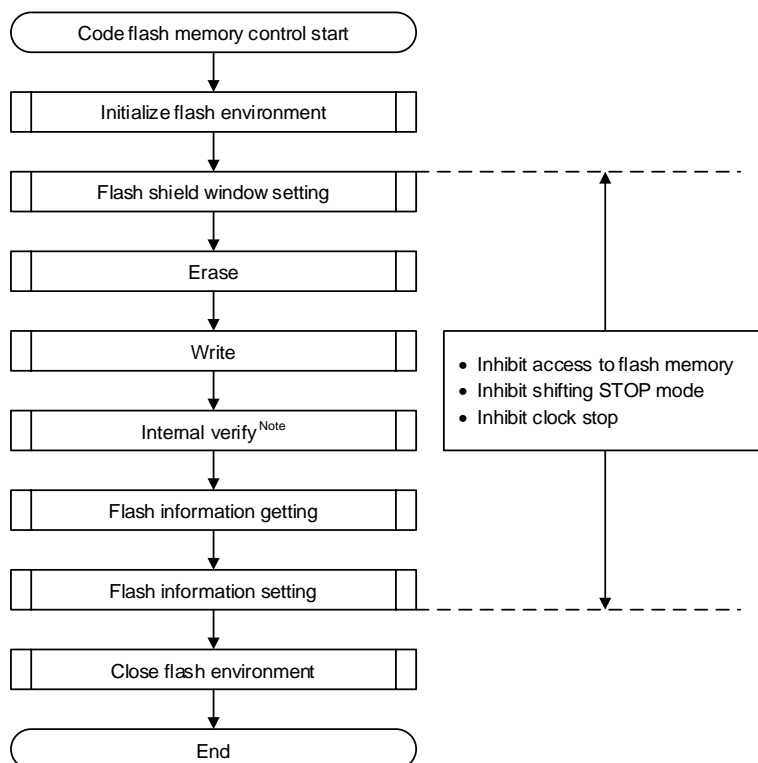 Code flash memory control start
Initialize flash environment
Flash shield window setting
Erase
Write
Internal verify Note
Flash information getting
Flash information setting
Close flash environment
End
• Inhibit access to flash memory
• Inhibit shifting STOP mode
• Inhibit clock stop